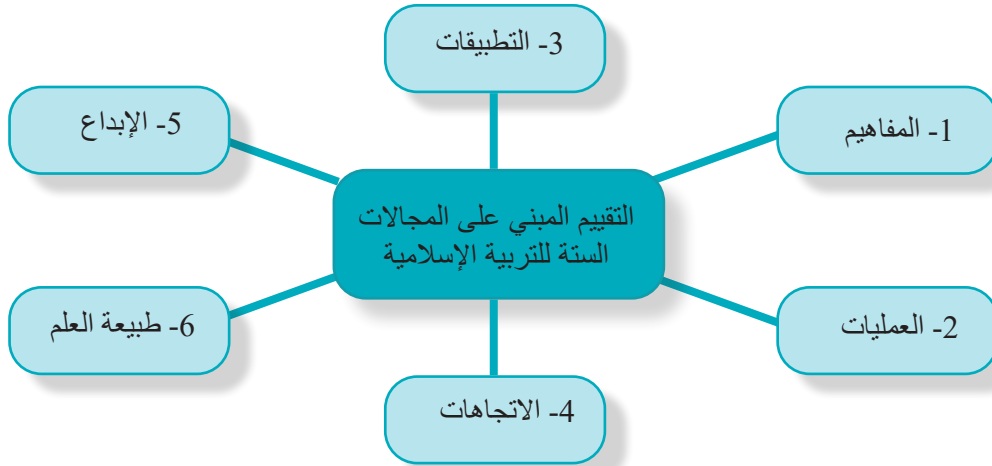 3- التطبيقات
1- المفاهيم
5- الإبداع
التقييم المبني على المجالات
الستة للتربية الإسلامية
2- العمليات
6- طبيعة العلم
4- الاتجاهات